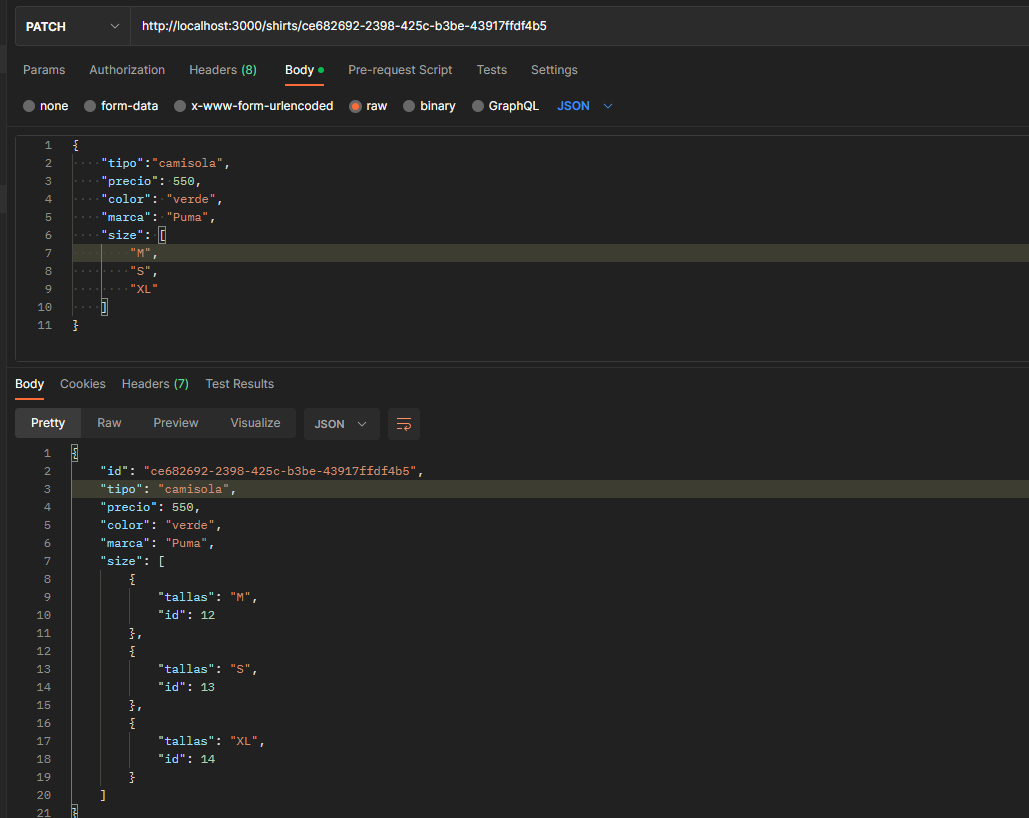 PATCH http://localhost:3000/shirts/ce682692-2398-425c-b3be-43917ffdf4b5
Params Authorization Headers (8) Body Pre-request Script Tests Settings
none form-data x-www-form-urlencoded raw binary GraphQL JSON
1 {
2 "tipo":"camisola",
3 "precio": 550,
4 "color": "verde",
5 "marca": "Puma",
6 "size": [
7 "M",
8 "S",
9 "XL"
10 ]
11 }
Body Cookies Headers (7) Test Results
Pretty Raw Preview Visualize JSON
1 {
2 "id": "ce682692-2398-425c-b3be-43917ffdf4b5",
3 "tipo": "camisola",
4 "precio": 550,
5 "color": "verde",
6 "marca": "Puma",
7 "size": [
8 {
9 "tallas": "M",
10 "id": 12
11 },
12 {
13 "tallas": "S",
14 "id": 13
15 },
16 {
17 "tallas": "XL",
18 "id": 14
19 }
20 ]
21 }